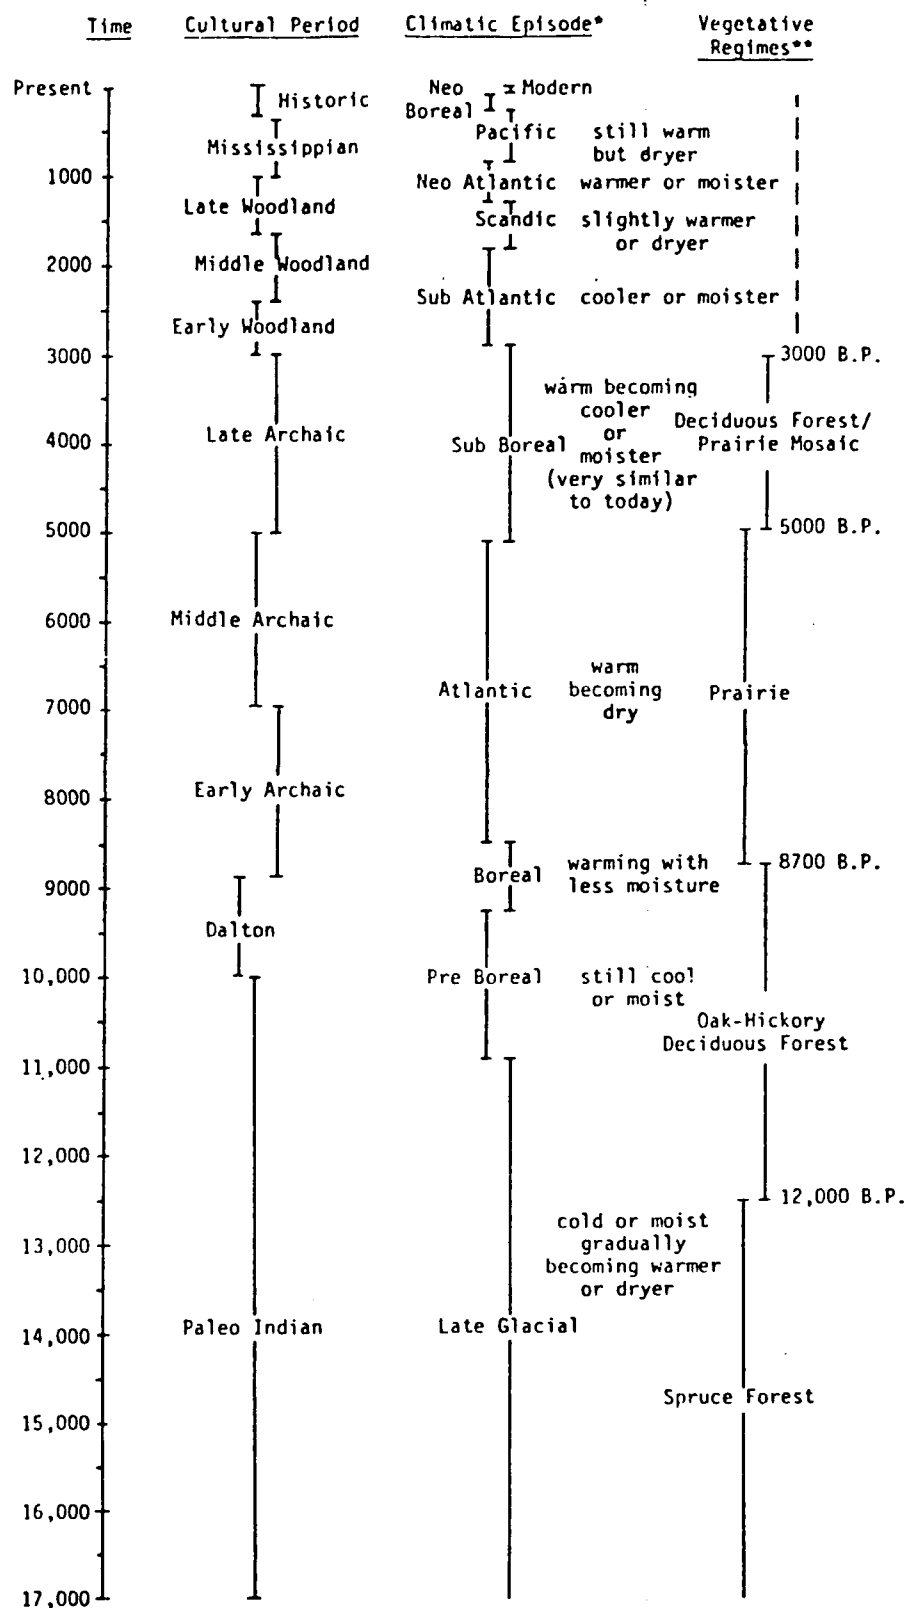 Time Cultural Period Climatic Episode* Vegetative
Regimes**
Present
Historic
Neo Modern
Boreal
Mississippian
Pacific still warm
but dryer
1000
Neo Atlantic warmer or moister
Late Woodland
Scandic slightly warmer
or dryer
2000
Middle Woodland
Sub Atlantic cooler or moister
Early Woodland
3000
3000 B.P.
warm becoming
cooler
or
moister
(very similar
to today)
Late Archaic
Sub Boreal
Deciduous Forest/
Prairie Mosaic
4000
5000
5000 B.P.
6000
Middle Archaic
Atlantic
warm
becoming
dry
Prairie
7000
8000
Early Archaic
8700 B.P.
Boreal warming with
less moisture
9000
Dalton
10,000
Pre Boreal still cool
or moist
Oak-Hickory
Deciduous Forest
11,000
12,000
12,000 B.P.
cold or moist
gradually
becoming warmer
or dryer
13,000
Paleo Indian
Late Glacial
14,000
Spruce Forest
15,000
16,000
17,000